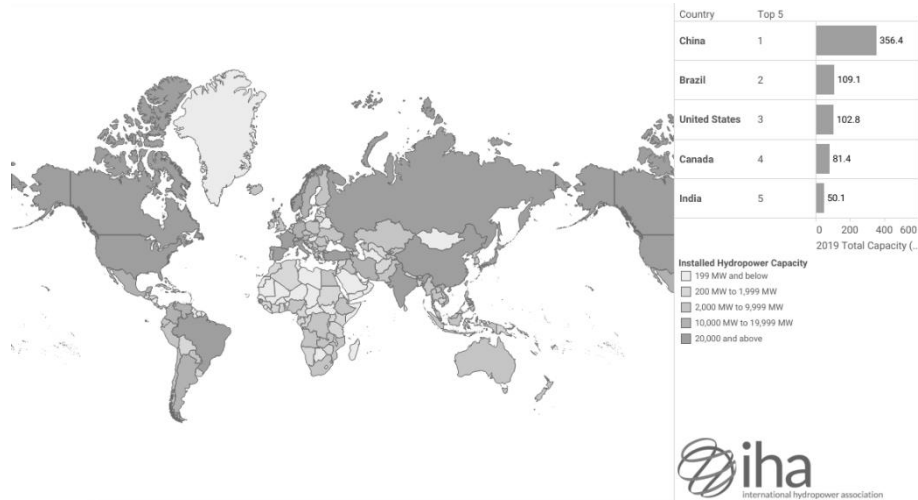 Country Top 5
China 1 356.4
Brazil 2 109.1
United States 3 102.8
Canada 4 81.4
India 5 50.1
0 200 400 600
2019 Total Capacity (...
Installed Hydropower Capacity
199 MW and below
200 MW to 1,999 MW
2,000 MW to 9,999 MW
10,000 MW to 19,999 MW
20,000 and above
iha
international hydropower association